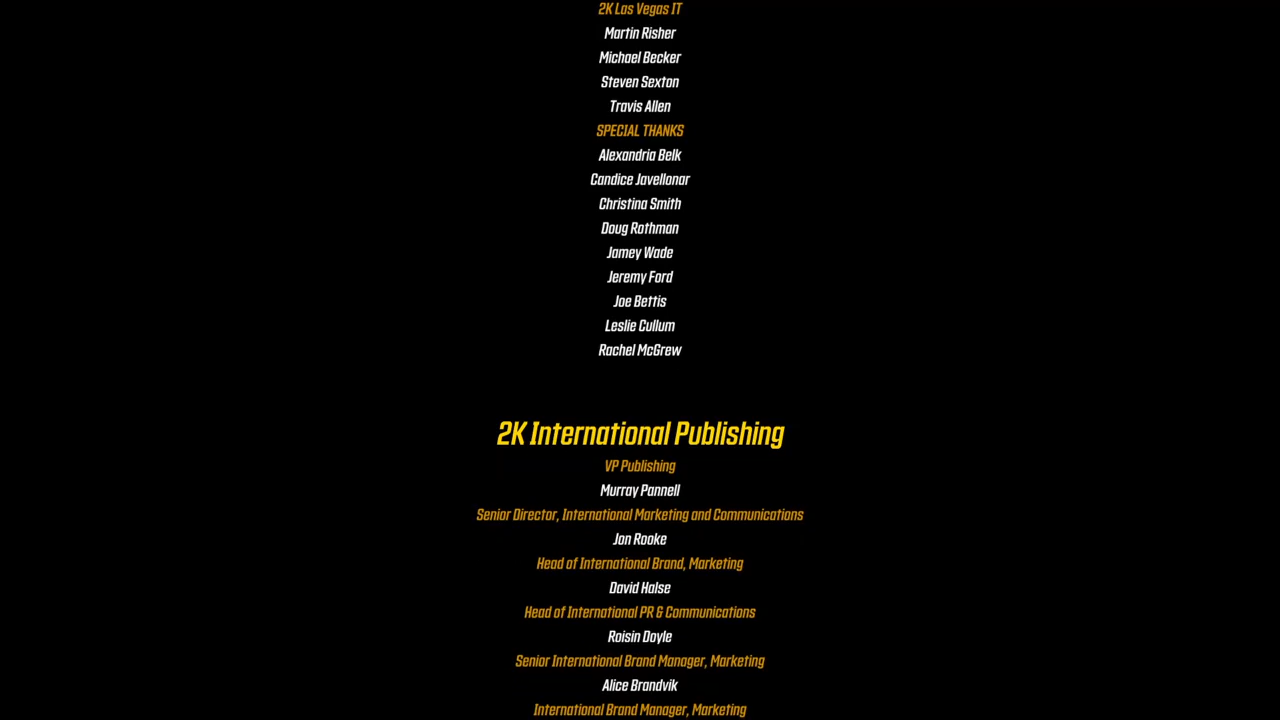 2K Las Vegas IT
Martin Risher
Michael Becker
Steven Sexton
Travis Allen
SPECIAL THANKS
Alexandria Belk
Candice Javellonar
Christina Smith
Doug Rothman
Jamey Wade
Jeremy Ford
Joe Bettis
Leslie Cullum
Rachel McGrew
2K International Publishing
VP Publishing
Murray Pannell
Senior Director, International Marketing and Communications
Jon Rooke
Head of International Brand, Marketing
David Halse
Head of International PR & Communications
Roisin Doyle
Senior International Brand Manager, Marketing
Alice Brandvik
International Brand Manager, Marketing